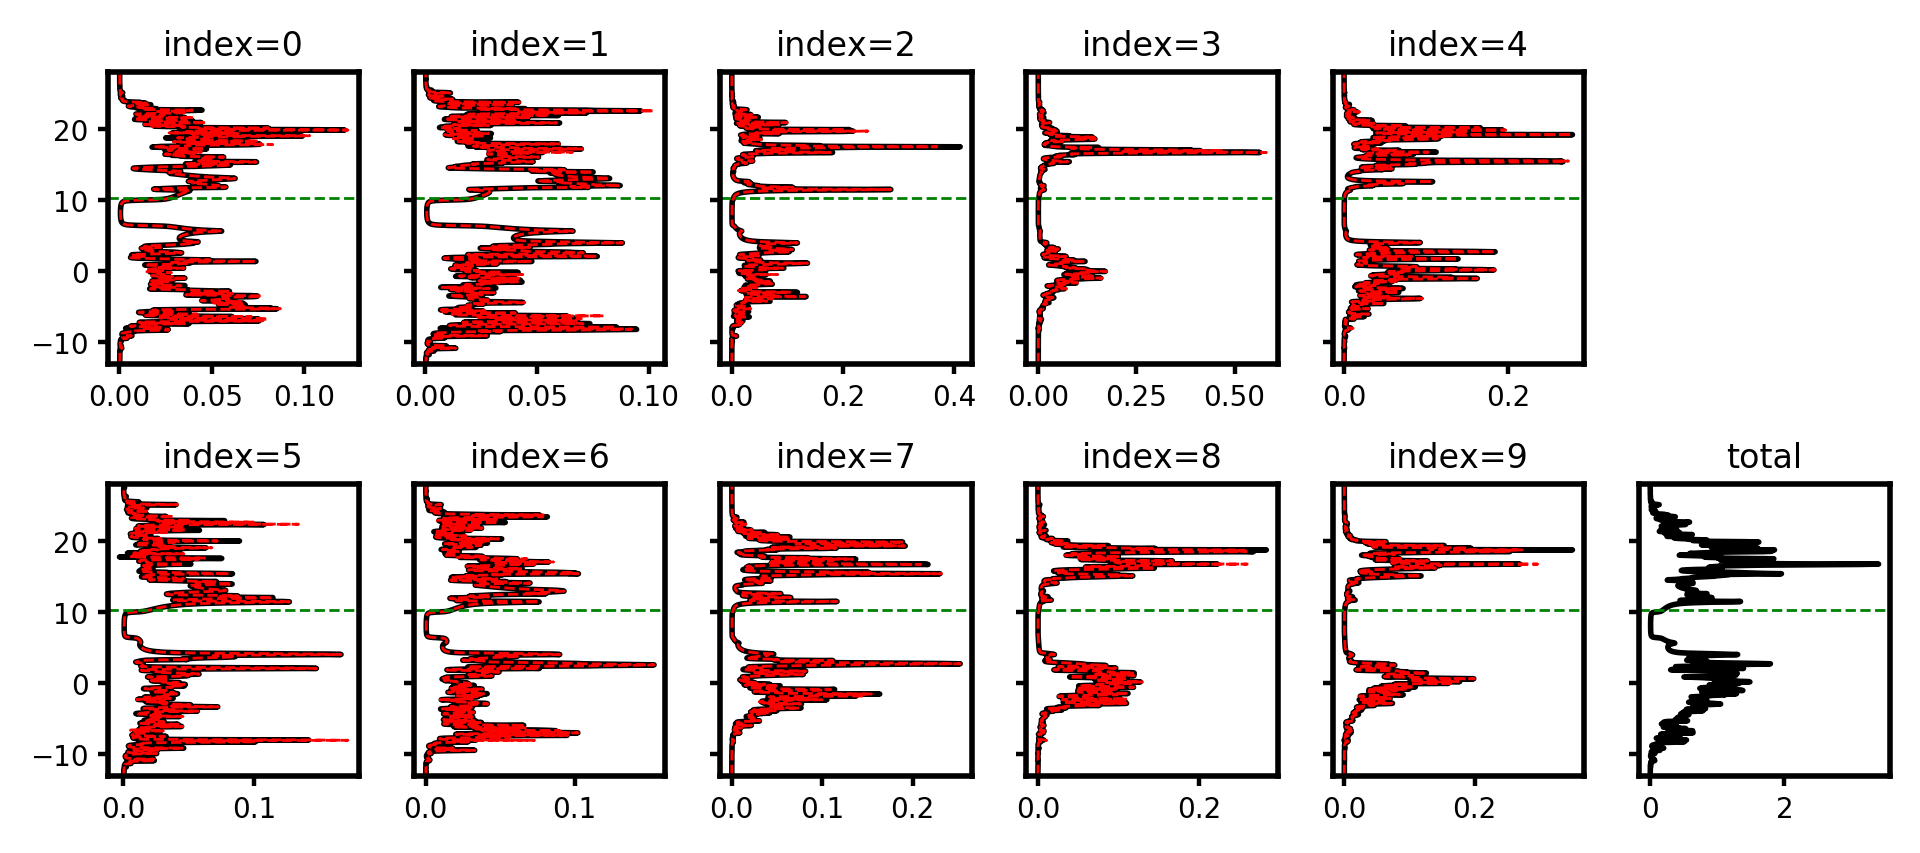 index=0 index=1 index=2 index=3 index=4
20
10
0
−10
0.00 0.05 0.10 0.00 0.05 0.10 0.0 0.2 0.4 0.00 0.25 0.50 0.0 0.2
index=5 index=6 index=7 index=8 index=9 total
20
10
0
−10
0.0 0.1 0.0 0.1 0.0 0.1 0.2 0.0 0.2 0.0 0.2 0 2